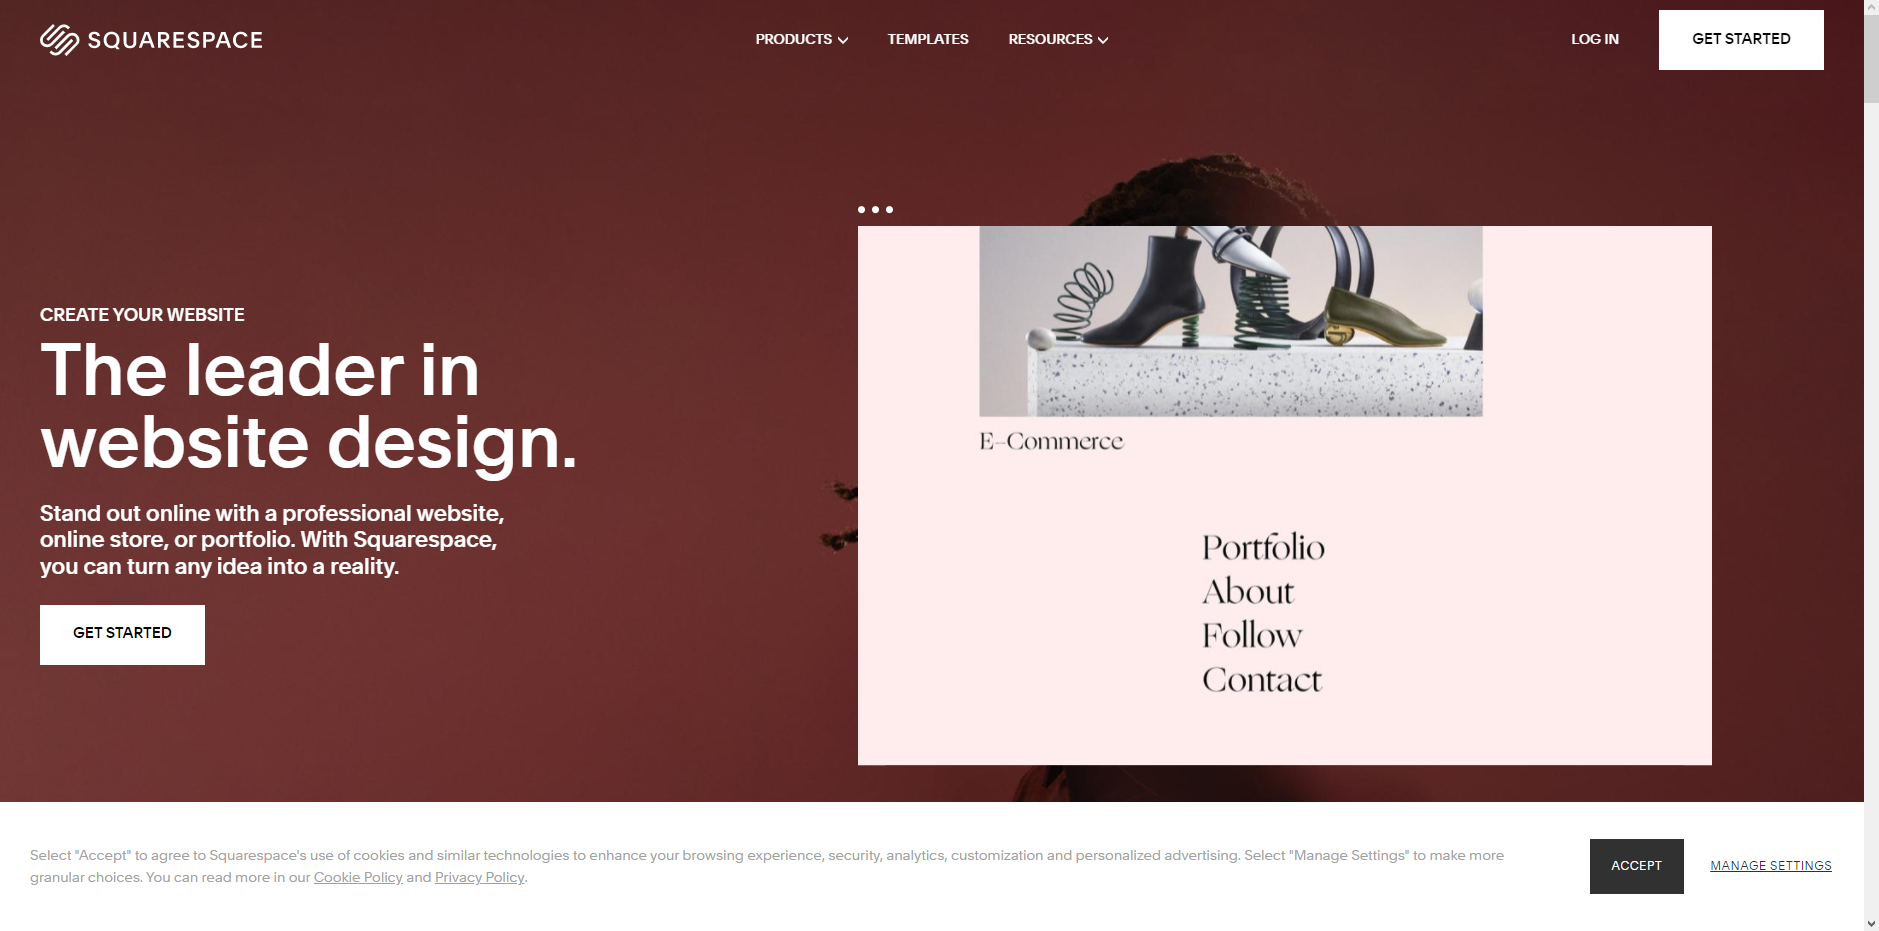 SQUARESPACE
PRODUCTS
TEMPLATES
RESOURCES
LOG IN
GET STARTED
CREATE YOUR WEBSITE
The leader in
website design.
Stand out online with a professional website,
online store, or portfolio. With Squarespace,
you can turn any idea into a reality.
GET STARTED
E-Commerce
Portfolio
About
Follow
Contact
Select "Accept" to agree to Squarespace's use of cookies and similar technologies to enhance your browsing experience, security, analytics, customization and personalized advertising. Select "Manage Settings" to make more
granular choices. You can read more in our Cookie Policy and Privacy Policy.
ACCEPT
MANAGE SETTINGS